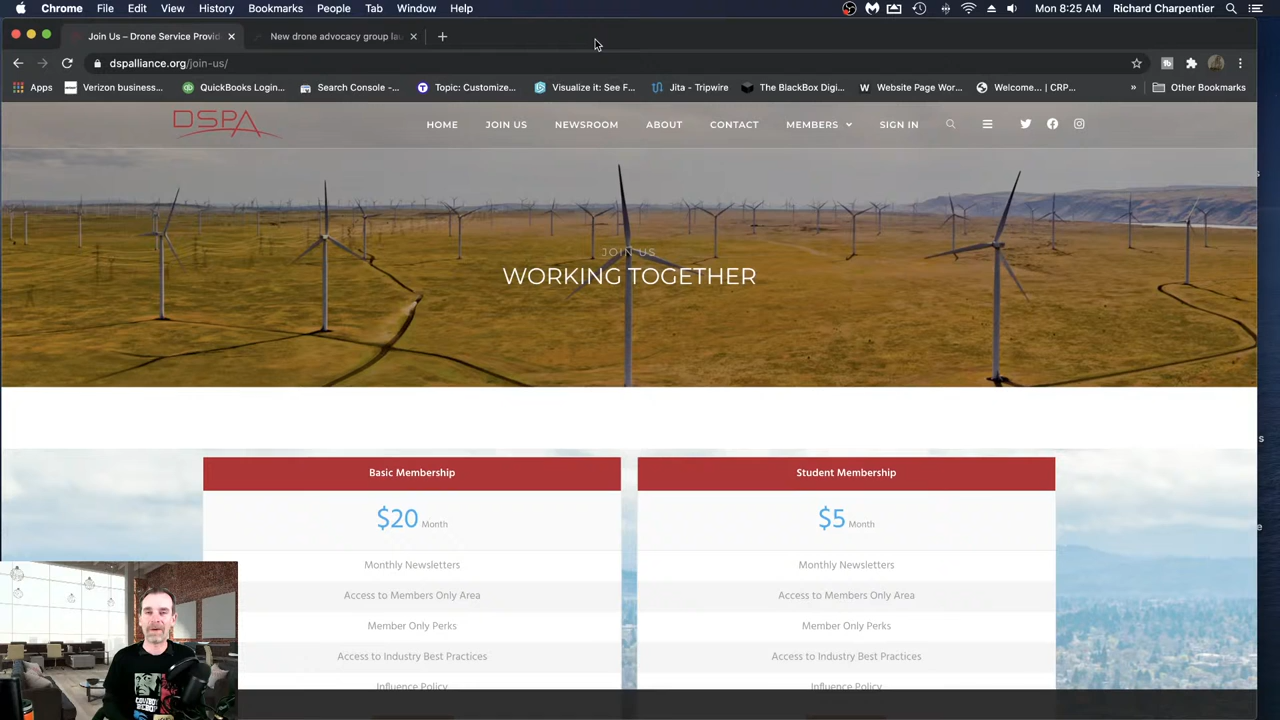 Chrome File Edit View History Bookmarks People Tab Window Help Mon 8:25 AM Richard Charpentier
Join Us – Drone Service Provid New drone advocacy group lau
dspalliance.org/join-us/
Apps Verizon business... QuickBooks Login... Search Console -... Topic: Customize... Visualize it: See F... Jita - Tripwire The BlackBox Digi... Website Page Wor... Welcome... | CRP... » Other Bookmarks
DSPA HOME JOIN US NEWSROOM ABOUT CONTACT MEMBERS SIGN IN
JOIN US
WORKING TOGETHER
Basic Membership
$20 Month
Monthly Newsletters
Access to Members Only Area
Member Only Perks
Access to Industry Best Practices
Influence Policy
Student Membership
$5 Month
Monthly Newsletters
Access to Members Only Area
Member Only Perks
Access to Industry Best Practices
Influence Policy